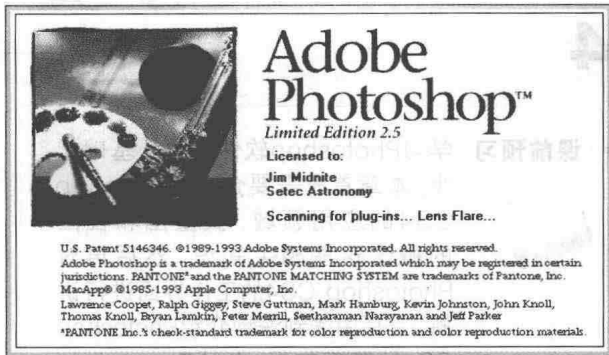 Adobe
Photoshop™
Limited Edition 2.5
Licensed to:
Jim Midnite
Setec Astronomy
Scanning for plug-ins... Lens Flare...
U.S. Patent 5146346. ©1989-1993 Adobe Systems Incorporated. All rights reserved.
Adobe Photoshop is a trademark of Adobe Systems Incorporated which may be registered in certain
jurisdictions. PANTONE® and the PANTONE MATCHING SYSTEM are trademarks of Pantone, Inc.
MacApp® ©1985-1993 Apple Computer, Inc.
Lawrence Coopet, Ralph Giggey, Steve Guttman, Mark Hamburg, Kevin Johnston, John Knoll,
Thomas Knoll, Bryan Lamkin, Peter Merrill, Seetharaman Narayanan and Jeff Parker
*PANTONE Inc.'s check-standard trademark for color reproduction and color reproduction materials.